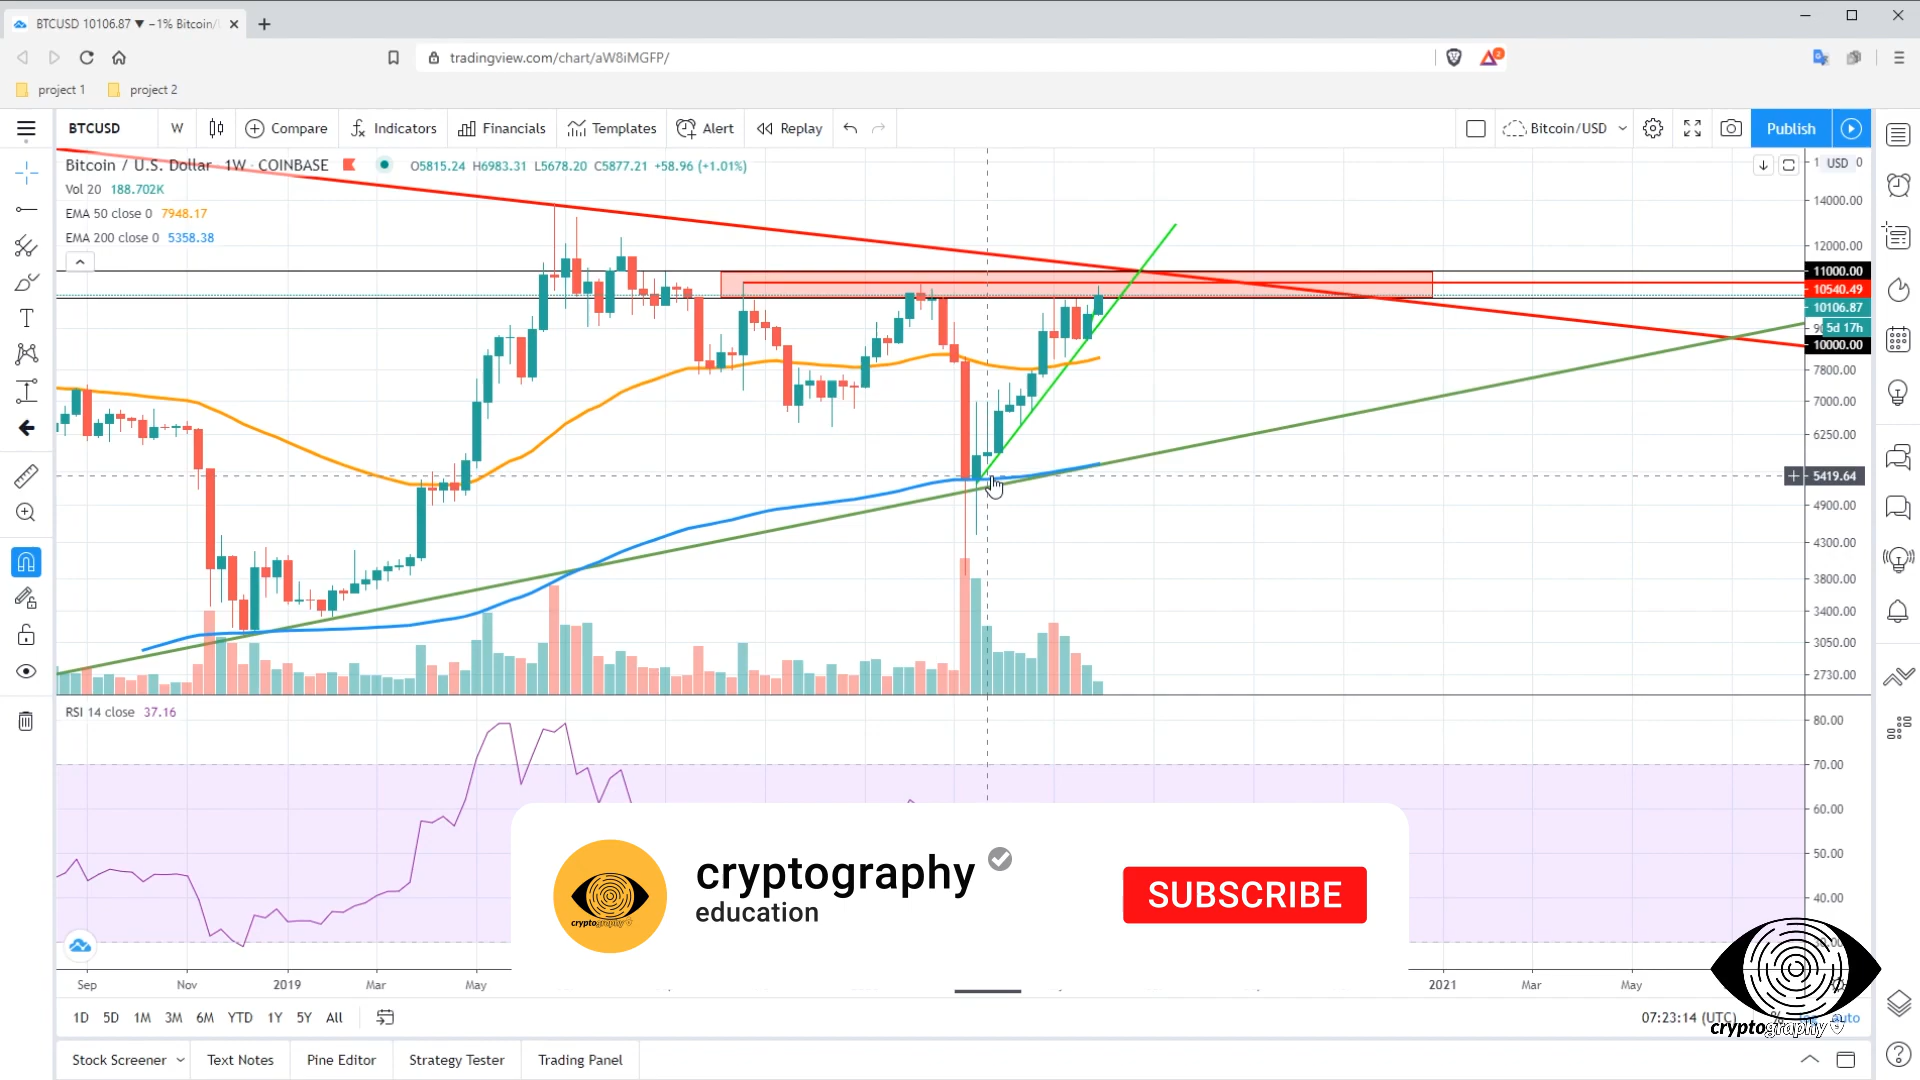 BTCUSD 10106.87 ▼ −1% Bitcoin/
tradingview.com/chart/aW8iMGFP/
2
project 1 project 2
BTCUSD W Compare Indicators Financials Templates Alert Replay Bitcoin/USD Publish
Bitcoin / U.S. Dollar 1W COINBASE O5815.24 H6983.31 L5678.20 C5877.21 +58.96 (+1.01%)
Vol 20 188.702K
EMA 50 close 0 7948.17
EMA 200 close 0 5358.38
USD
14000.00
12000.00
11000.00
10540.49
10106.87
5d 17h
10000.00
7800.00
7000.00
6250.00
5419.64
4900.00
4300.00
3800.00
3400.00
3050.00
2730.00
RSI 14 close 37.16
80.00
70.00
60.00
50.00
40.00
cryptography
education
SUBSCRIBE
cryptography
Sep Nov 2019 Mar May 2021 Mar May
1D 5D 1M 3M 6M YTD 1Y 5Y All 07:23:14 (UTC) % auto
cryptography
Stock Screener Text Notes Pine Editor Strategy Tester Trading Panel